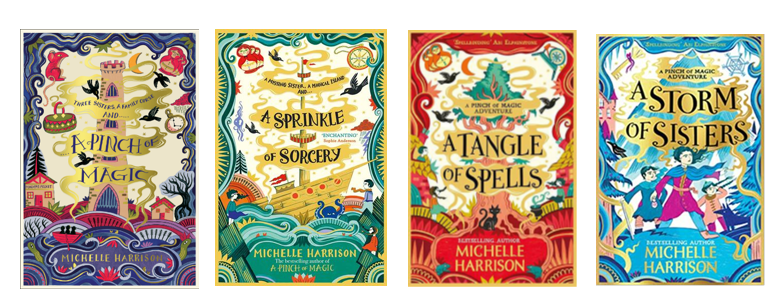 THREE SISTERS, A FAMILY CURSE
AND
A PINCH OF
MAGIC
MICHELLE HARRISON
A MISSING SISTER, A MAGICAL ISLAND
AND...
A SPRINKLE
'ENCHANTING'
Sophie Anderson
OF SORCERY
MICHELLE HARRISON
The bestselling author of
A PINCH OF MAGIC
'SPELLBINDING' Abi Elphinstone
A PINCH OF MAGIC
ADVENTURE
A TANGLE
OF SPELLS
BESTSELLING AUTHOR
MICHELLE
HARRISON
'SPELLBINDING' Abi Elphinstone
A PINCH OF MAGIC
ADVENTURE
A STORM
OF SISTERS
BESTSELLING AUTHOR
MICHELLE
HARRISON